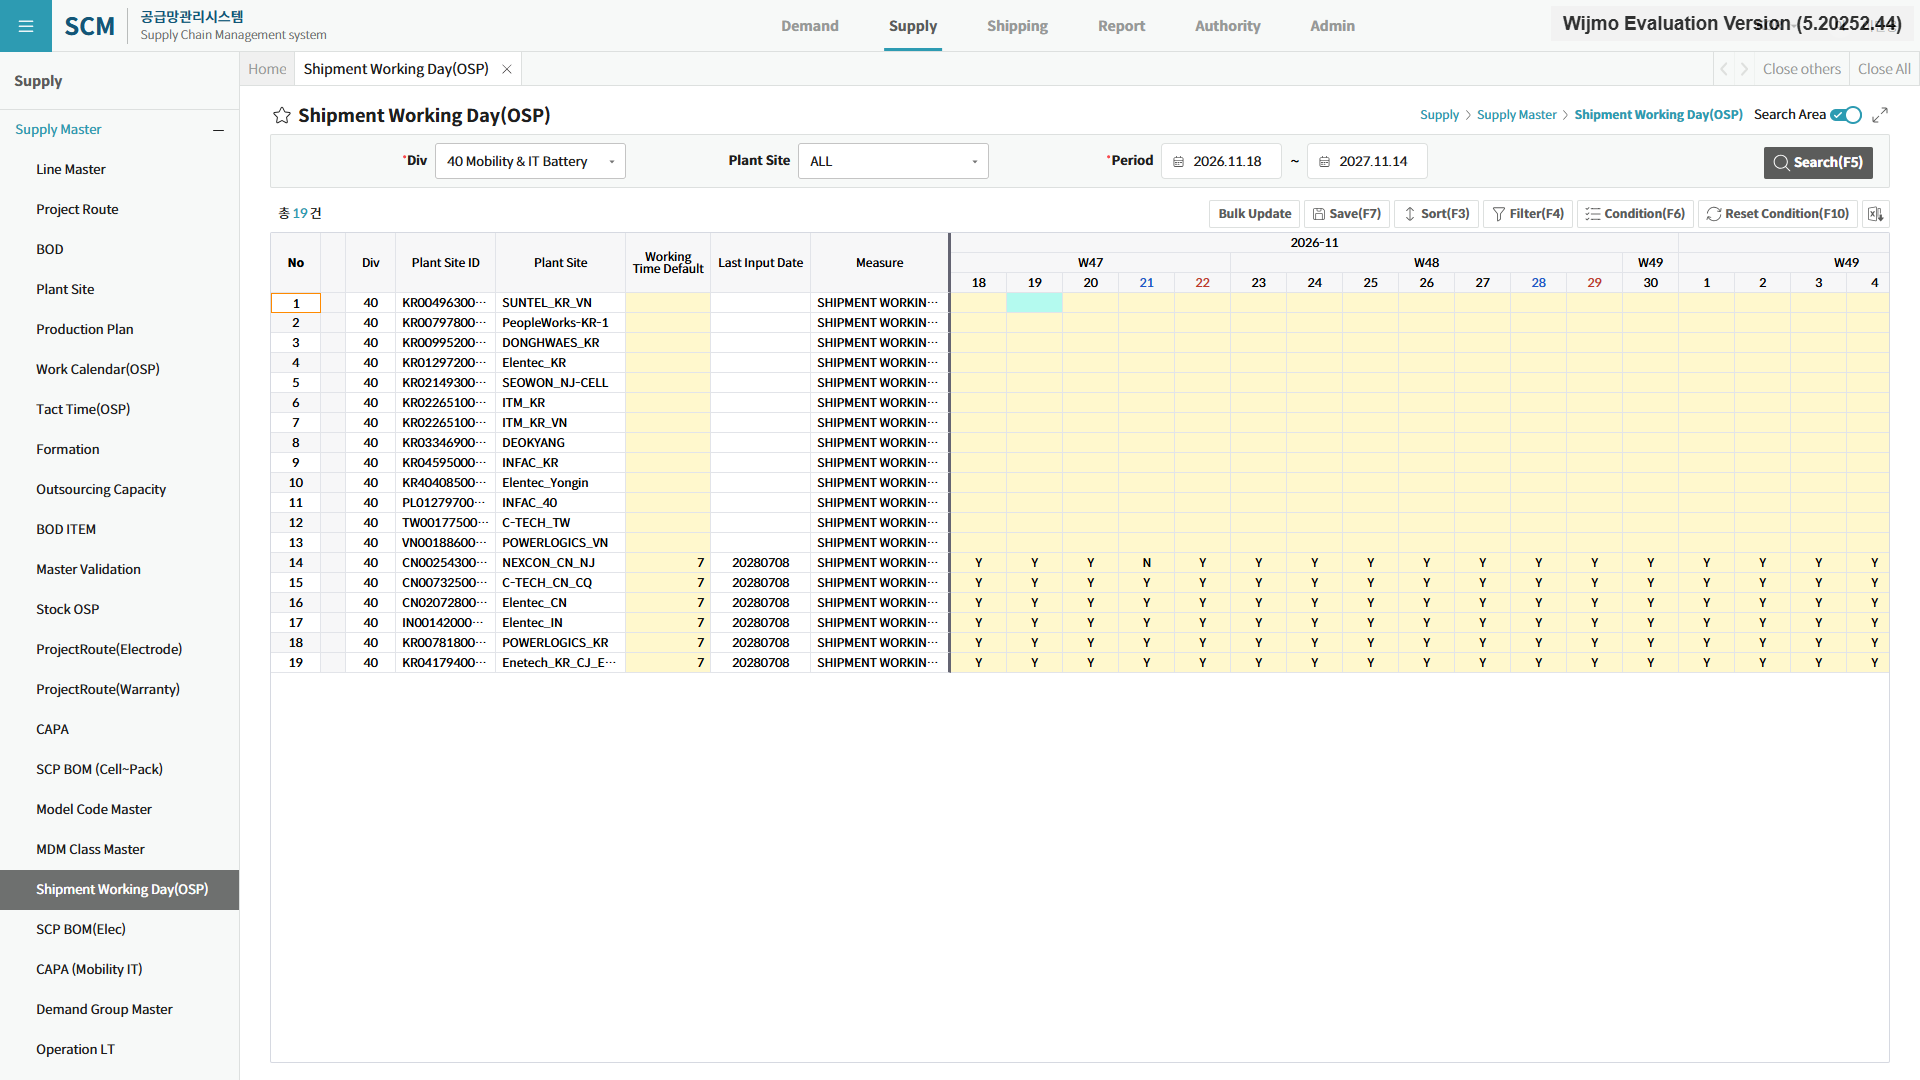 SCM
공급망관리시스템
Supply Chain Management system
Demand
Supply
Shipping
Report
Authority
Admin
Wijmo Evaluation Version (5.20252.44)
Supply
Home
Shipment Working Day(OSP)
Close others
Close All
Supply Master
Line Master
Project Route
BOD
Plant Site
Production Plan
Work Calendar(OSP)
Tact Time(OSP)
Formation
Outsourcing Capacity
BOD ITEM
Master Validation
Stock OSP
ProjectRoute(Electrode)
ProjectRoute(Warranty)
CAPA
SCP BOM (Cell~Pack)
Model Code Master
MDM Class Master
Shipment Working Day(OSP)
SCP BOM(Elec)
CAPA (Mobility IT)
Demand Group Master
Operation LT
Shipment Working Day(OSP)
Supply > Supply Master > Shipment Working Day(OSP)
Search Area
*Div 40 Mobility & IT Battery
Plant Site ALL
*Period 2026.11.18 ~ 2027.11.14
Search(F5)
총 19 건
Bulk Update
Save(F7)
Sort(F3)
Filter(F4)
Condition(F6)
Reset Condition(F10)
No Div Plant Site ID Plant Site Working Time Default Last Input Date Measure
2026-11
W47 W48 W49 W49
18 19 20 21 22 23 24 25 26 27 28 29 30 1 2 3 4
1 40 KR00496300··· SUNTEL_KR_VN SHIPMENT WORKIN···
2 40 KR00797800··· PeopleWorks-KR-1 SHIPMENT WORKIN···
3 40 KR00995200··· DONGHWAES_KR SHIPMENT WORKIN···
4 40 KR01297200··· Elentec_KR SHIPMENT WORKIN···
5 40 KR02149300··· SEOWON_NJ-CELL SHIPMENT WORKIN···
6 40 KR02265100··· ITM_KR SHIPMENT WORKIN···
7 40 KR02265100··· ITM_KR_VN SHIPMENT WORKIN···
8 40 KR03346900··· DEOKYANG SHIPMENT WORKIN···
9 40 KR04595000··· INFAC_KR SHIPMENT WORKIN···
10 40 KR40408500··· Elentec_Yongin SHIPMENT WORKIN···
11 40 PL01279700··· INFAC_40 SHIPMENT WORKIN···
12 40 TW00177500··· C-TECH_TW SHIPMENT WORKIN···
13 40 VN00188600··· POWERLOGICS_VN SHIPMENT WORKIN···
14 40 CN00254300··· NEXCON_CN_NJ 7 20280708 SHIPMENT WORKIN··· Y Y Y N Y Y Y Y Y Y Y Y Y Y Y Y Y
15 40 CN00732500··· C-TECH_CN_CQ 7 20280708 SHIPMENT WORKIN··· Y Y Y Y Y Y Y Y Y Y Y Y Y Y Y Y Y
16 40 CN02072800··· Elentec_CN 7 20280708 SHIPMENT WORKIN··· Y Y Y Y Y Y Y Y Y Y Y Y Y Y Y Y Y
17 40 IN00142000··· Elentec_IN 7 20280708 SHIPMENT WORKIN··· Y Y Y Y Y Y Y Y Y Y Y Y Y Y Y Y Y
18 40 KR00781800··· POWERLOGICS_KR 7 20280708 SHIPMENT WORKIN··· Y Y Y Y Y Y Y Y Y Y Y Y Y Y Y Y Y
19 40 KR04179400··· Enetech_KR_CJ_E··· 7 20280708 SHIPMENT WORKIN··· Y Y Y Y Y Y Y Y Y Y Y Y Y Y Y Y Y